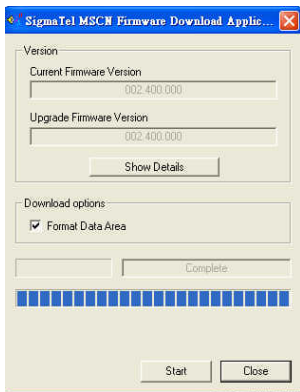 SigmaTel MSCN Firmware Download Applic...
Version
Current Firmware Version
002.400.000
Upgrade Firmware Version
002.400.000
Show Details
Download options
Format Data Area
Complete
Start
Close